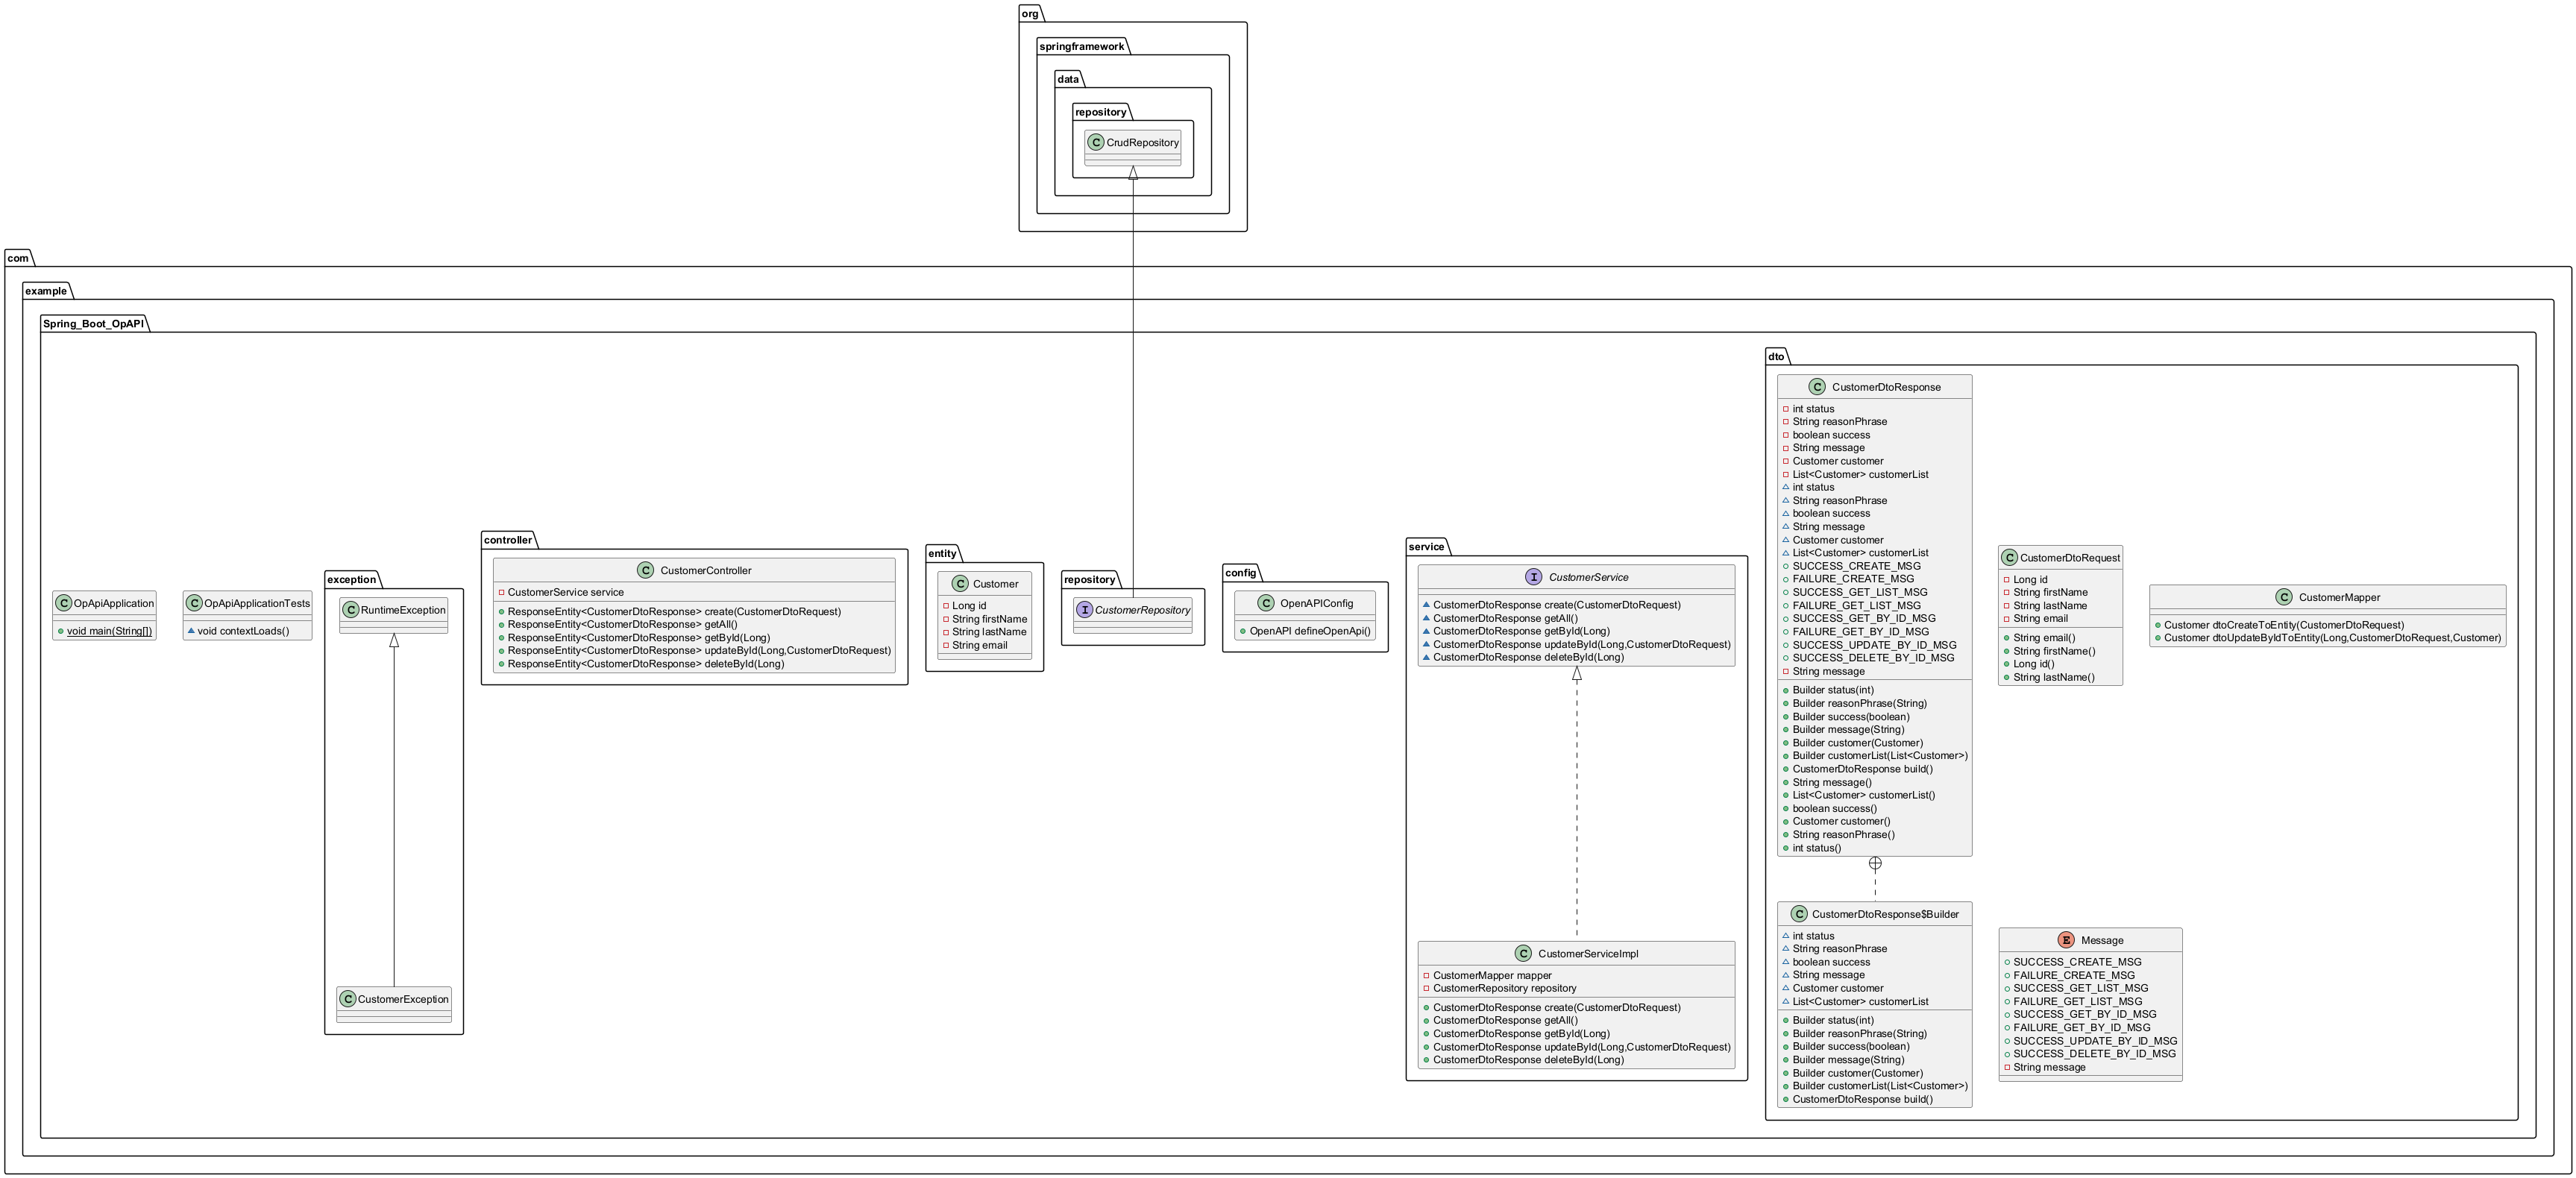 org
springframework
data
repository
C CrudRepository
com
example
Spring_Boot_OpAPI
C OpApiApplication
void main(String[])
C OpApiApplicationTests
void contextLoads()
exception
C RuntimeException
C CustomerException
controller
C CustomerController
CustomerService service
ResponseEntity<CustomerDtoResponse> create(CustomerDtoRequest)
ResponseEntity<CustomerDtoResponse> getAll()
ResponseEntity<CustomerDtoResponse> getById(Long)
ResponseEntity<CustomerDtoResponse> updateById(Long,CustomerDtoRequest)
ResponseEntity<CustomerDtoResponse> deleteById(Long)
entity
C Customer
Long id
String firstName
String lastName
String email
repository
I CustomerRepository
config
C OpenAPIConfig
OpenAPI defineOpenApi()
service
I CustomerService
CustomerDtoResponse create(CustomerDtoRequest)
CustomerDtoResponse getAll()
CustomerDtoResponse getById(Long)
CustomerDtoResponse updateById(Long,CustomerDtoRequest)
CustomerDtoResponse deleteById(Long)
C CustomerServiceImpl
CustomerMapper mapper
CustomerRepository repository
CustomerDtoResponse create(CustomerDtoRequest)
CustomerDtoResponse getAll()
CustomerDtoResponse getById(Long)
CustomerDtoResponse updateById(Long,CustomerDtoRequest)
CustomerDtoResponse deleteById(Long)
dto
C CustomerDtoResponse
int status
String reasonPhrase
boolean success
String message
Customer customer
List<Customer> customerList
int status
String reasonPhrase
boolean success
String message
Customer customer
List<Customer> customerList
SUCCESS_CREATE_MSG
FAILURE_CREATE_MSG
SUCCESS_GET_LIST_MSG
FAILURE_GET_LIST_MSG
SUCCESS_GET_BY_ID_MSG
FAILURE_GET_BY_ID_MSG
SUCCESS_UPDATE_BY_ID_MSG
SUCCESS_DELETE_BY_ID_MSG
String message
Builder status(int)
Builder reasonPhrase(String)
Builder success(boolean)
Builder message(String)
Builder customer(Customer)
Builder customerList(List<Customer>)
CustomerDtoResponse build()
String message()
List<Customer> customerList()
boolean success()
Customer customer()
String reasonPhrase()
int status()
C CustomerDtoRequest
Long id
String firstName
String lastName
String email
String email()
String firstName()
Long id()
String lastName()
C CustomerMapper
Customer dtoCreateToEntity(CustomerDtoRequest)
Customer dtoUpdateByIdToEntity(Long,CustomerDtoRequest,Customer)
C CustomerDtoResponse$Builder
int status
String reasonPhrase
boolean success
String message
Customer customer
List<Customer> customerList
Builder status(int)
Builder reasonPhrase(String)
Builder success(boolean)
Builder message(String)
Builder customer(Customer)
Builder customerList(List<Customer>)
CustomerDtoResponse build()
E Message
SUCCESS_CREATE_MSG
FAILURE_CREATE_MSG
SUCCESS_GET_LIST_MSG
FAILURE_GET_LIST_MSG
SUCCESS_GET_BY_ID_MSG
FAILURE_GET_BY_ID_MSG
SUCCESS_UPDATE_BY_ID_MSG
SUCCESS_DELETE_BY_ID_MSG
String message